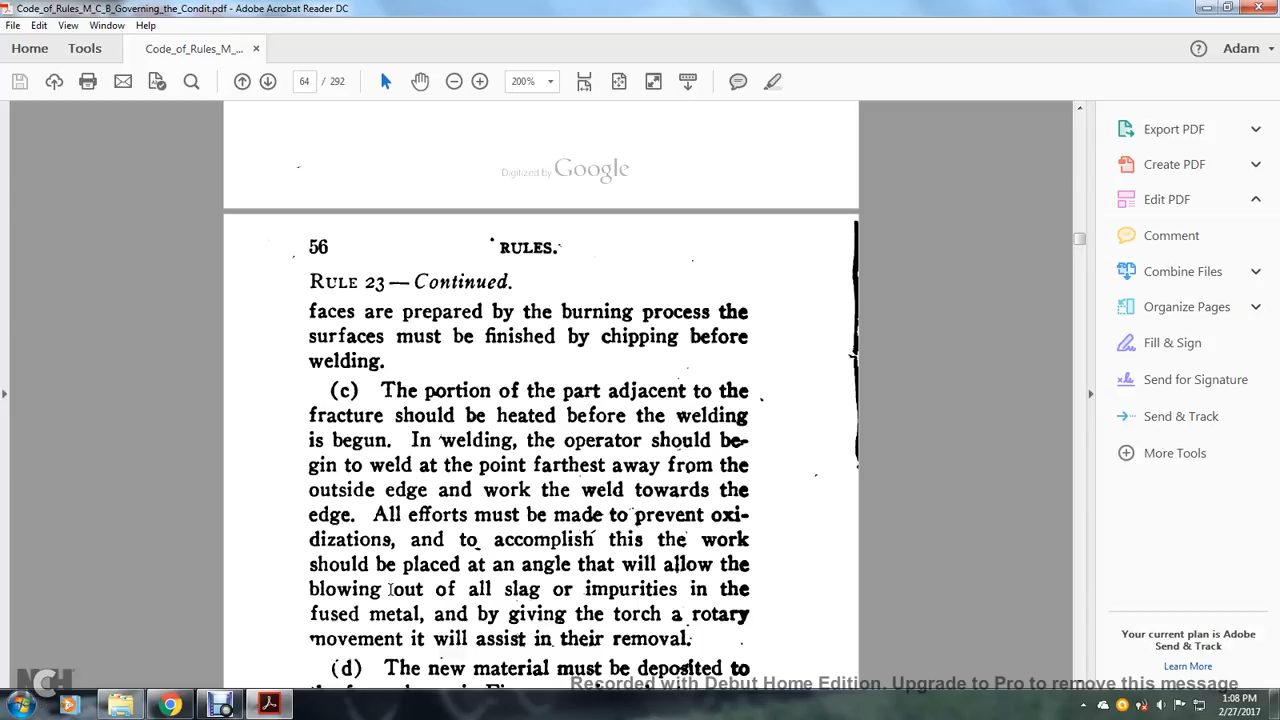 Code_of_Rules_M_C_B_Governing_the_Condit.pdf - Adobe Acrobat Reader DC
File Edit View Window Help
Home Tools Code_of_Rules_M_... × Adam
64 / 292 200%
Export PDF
Create PDF
Edit PDF
Comment
Combine Files
Organize Pages
Fill & Sign
Send for Signature
Send & Track
More Tools
Your current plan is Adobe
Send & Track
Learn More
Digitized by Google
56 RULES.
RULE 23—Continued.
faces are prepared by the burning process the
surfaces must be finished by chipping before
welding.
(c) The portion of the part adjacent to the
fracture should be heated before the welding
is begun. In welding, the operator should be-
gin to weld at the point farthest away from the
outside edge and work the weld towards the
edge. All efforts must be made to prevent oxi-
dizations, and to accomplish this the work
should be placed at an angle that will allow the
blowing out of all slag or impurities in the
fused metal, and by giving the torch a rotary
movement it will assist in their removal.
(d) The new material must be deposited to
NCH
Recorded with Debut Home Edition. Upgrade to Pro to remove this message
1:08 PM
2/27/2017